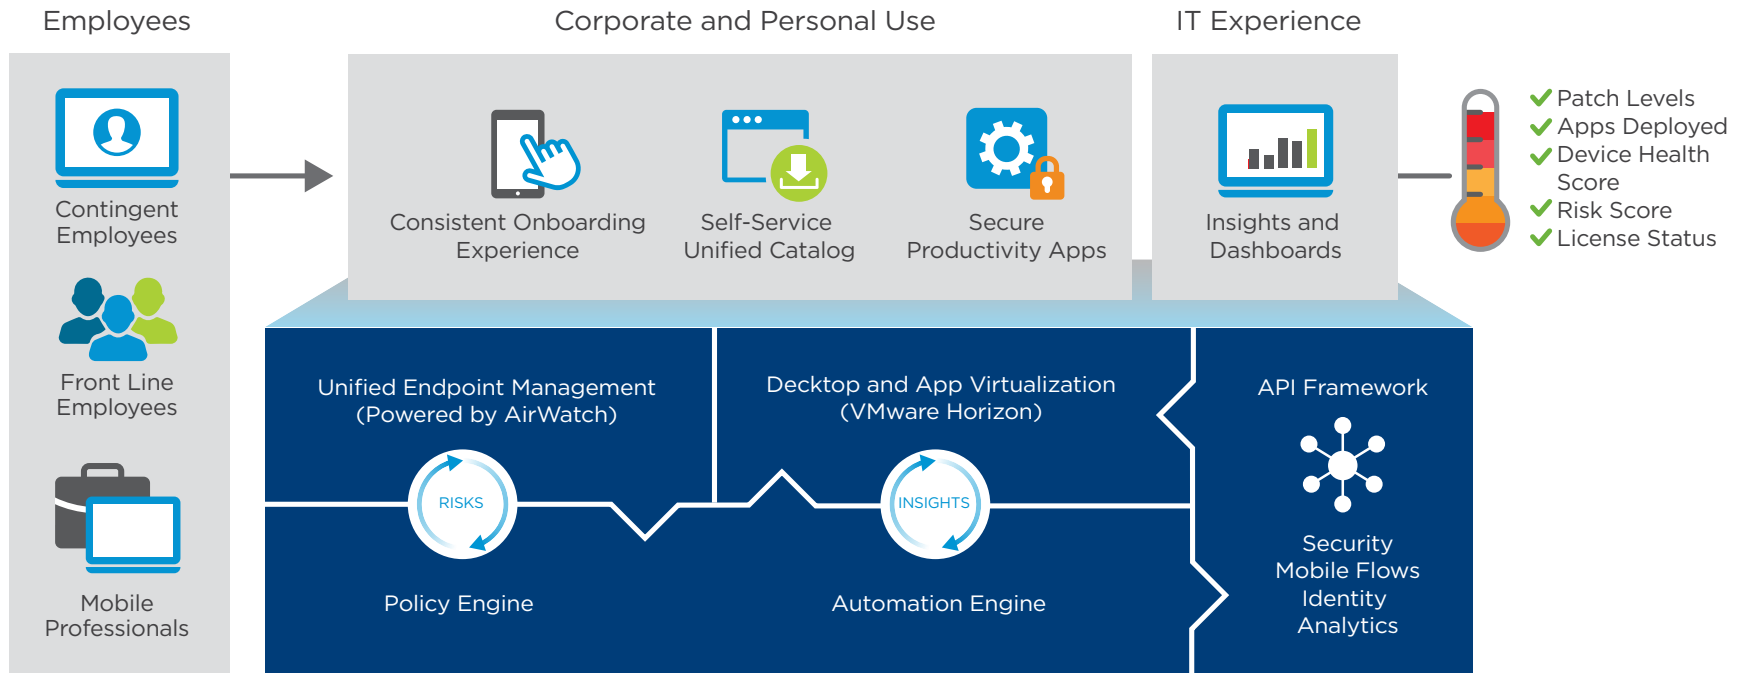 Employees
Corporate and Personal Use
IT Experience
Contingent
Employees
Front Line
Employees
Mobile
Professionals
Consistent Onboarding
Experience
Self-Service
Unified Catalog
Secure
Productivity Apps
Insights and
Dashboards
Patch Levels
Apps Deployed
Device Health
Score
Risk Score
License Status
Unified Endpoint Management
(Powered by AirWatch)
Decktop and App Virtualization
(VMware Horizon)
API Framework
RISKS
INSIGHTS
Policy Engine
Automation Engine
Security
Mobile Flows
Identity
Analytics